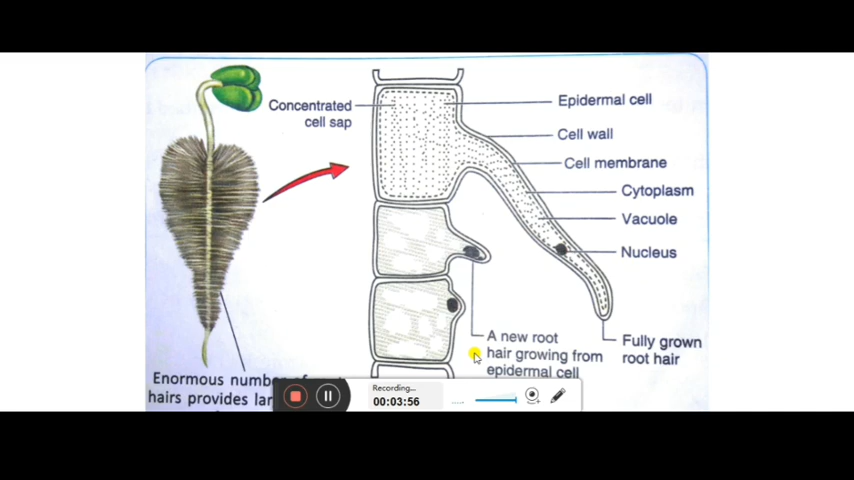 Concentrated
cell sap
Epidermal cell
Cell wall
Cell membrane
Cytoplasm
Vacuole
Nucleus
A new root
hair growing from
epidermal cell
Fully grown
root hair
Enormous number
hairs provides
Recording...
00:03:56